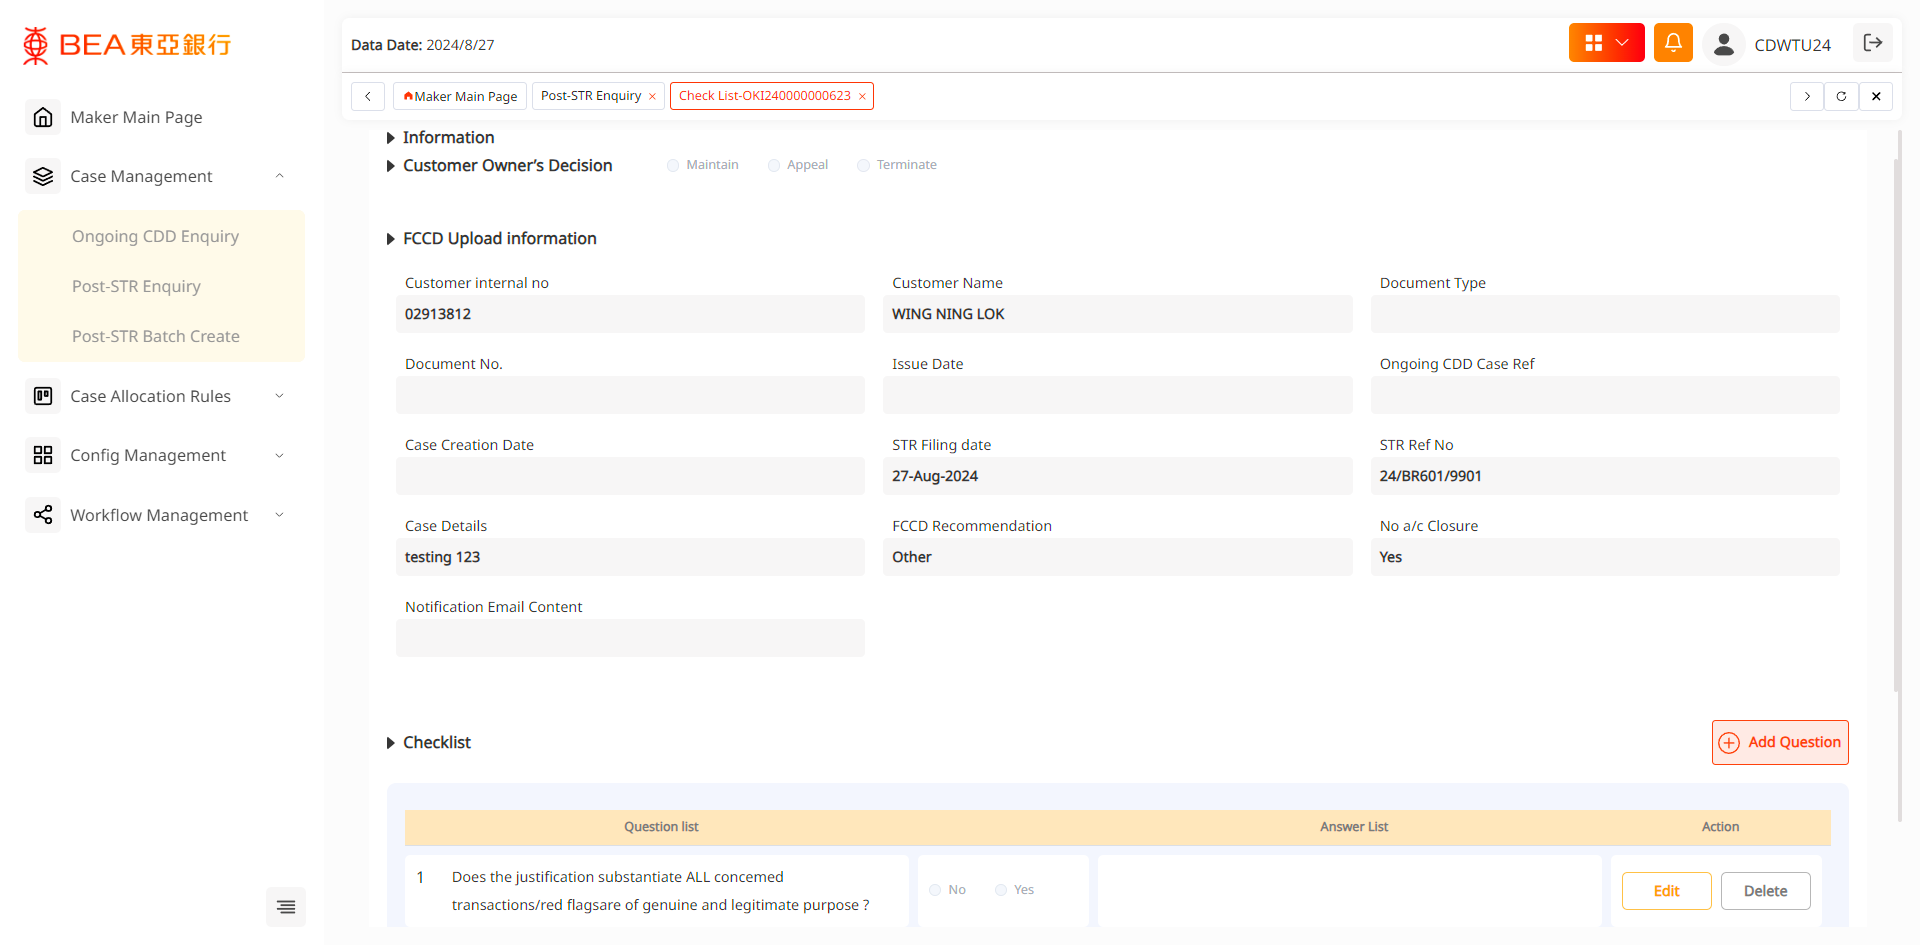 BEA東亞銀行
Maker Main Page
Case Management
Ongoing CDD Enquiry
Post-STR Enquiry
Post-STR Batch Create
Case Allocation Rules
Config Management
Workflow Management
Data Date: 2024/8/27
CDWTU24
Maker Main Page Post-STR Enquiry × Check List-OKI240000000623 ×
Information
Customer Owner’s Decision Maintain Appeal Terminate
FCCD Upload information
Customer internal no Customer Name Document Type
02913812 WING NING LOK
Document No. Issue Date Ongoing CDD Case Ref
Case Creation Date STR Filing date STR Ref No
27-Aug-2024 24/BR601/9901
Case Details FCCD Recommendation No a/c Closure
testing 123 Other Yes
Notification Email Content
Checklist Add Question
Question list Answer List Action
1 Does the justification substantiate ALL concemed
transactions/red flagsare of genuine and legitimate purpose ?
No Yes Edit Delete